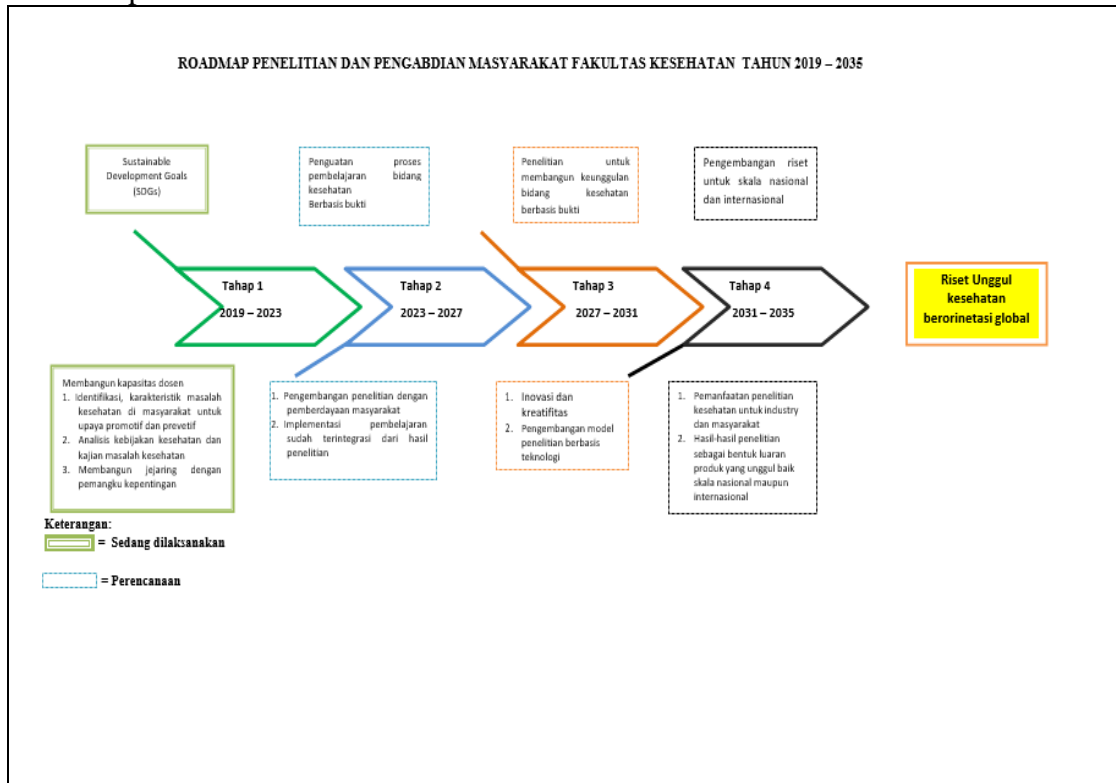 ROADMAP PENELITIAN DAN PENGABDIAN MASYARAKAT FAKULTAS KESEHATAN TAHUN 2019 – 2035
Sustainable
Development Goals
(SDGs)
Penguatan proses
pembelajaran bidang
kesehatan
Berbasis bukti
Penelitian untuk
membangun keunggulan
bidang kesehatan
berbasis bukti
Pengembangan riset
untuk skala nasional
dan internasional
Tahap 1
2019 – 2023
Tahap 2
2023 – 2027
Tahap 3
2027 – 2031
Tahap 4
2031 – 2035
Riset Unggul
kesehatan
berorinetasi global
Membangun kapasitas dosen
1. Identifikasi, karakteristik masalah
kesehatan di masyarakat untuk
upaya promotif dan prevetif
2. Analisis kebijakan kesehatan dan
kajian masalah kesehatan
3. Membangun jejaring dengan
pemangku kepentingan
1. Pengembangan penelitian dengan
pemberdayaan masyarakat
2. Implementasi pembelajaran
sudah terintegrasi dari hasil
penelitian
1. Inovasi dan
kreatifitas
2. Pengembangan model
penelitian berbasis
teknologi
1. Pemanfaatan penelitian
kesehatan untuk industry
dan masyarakat
2. Hasil-hasil penelitian
sebagai bentuk luaran
produk yang unggul baik
skala nasional maupun
internasional
Keterangan:
= Sedang dilaksanakan
= Perencanaan